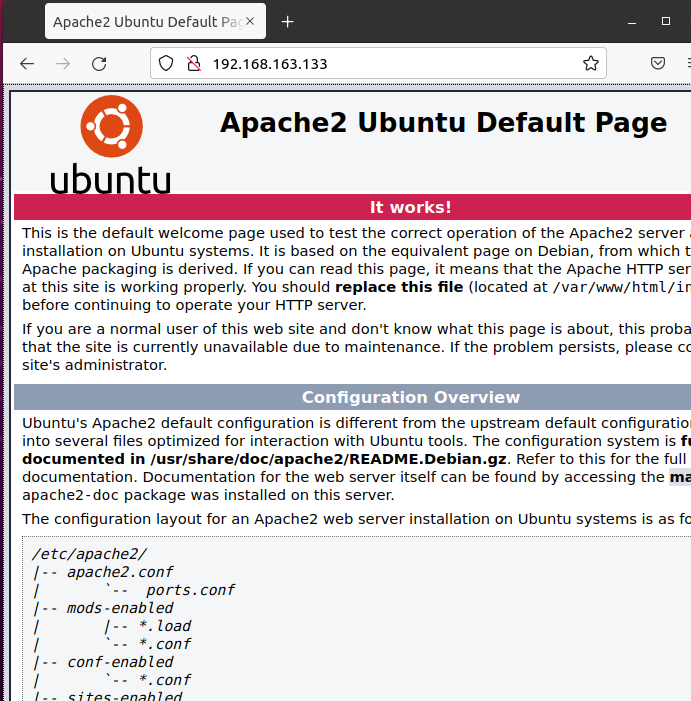 Apache2 Ubuntu Default Pag
192.168.163.133
Apache2 Ubuntu Default Page
ubuntu
It works!
This is the default welcome page used to test the correct operation of the Apache2 server
installation on Ubuntu systems. It is based on the equivalent page on Debian, from which
Apache packaging is derived. If you can read this page, it means that the Apache HTTP
at this site is working properly. You should replace this file (located at /var/www/html/
before continuing to operate your HTTP server.
If you are a normal user of this web site and don't know what this page is about, this
that the site is currently unavailable due to maintenance. If the problem persists, please
site's administrator.
Configuration Overview
Ubuntu's Apache2 default configuration is different from the upstream default
into several files optimized for interaction with Ubuntu tools. The configuration system is
documented in /usr/share/doc/apache2/README.Debian.gz. Refer to this for the full
documentation. Documentation for the web server itself can be found by accessing the
apache2-doc package was installed on this server.
The configuration layout for an Apache2 web server installation on Ubuntu systems is as
/etc/apache2/
|-- apache2.conf
|       `--  ports.conf
|-- mods-enabled
|       |-- *.load
|       `-- *.conf
|-- conf-enabled
|       `-- *.conf
|-- sites-enabled